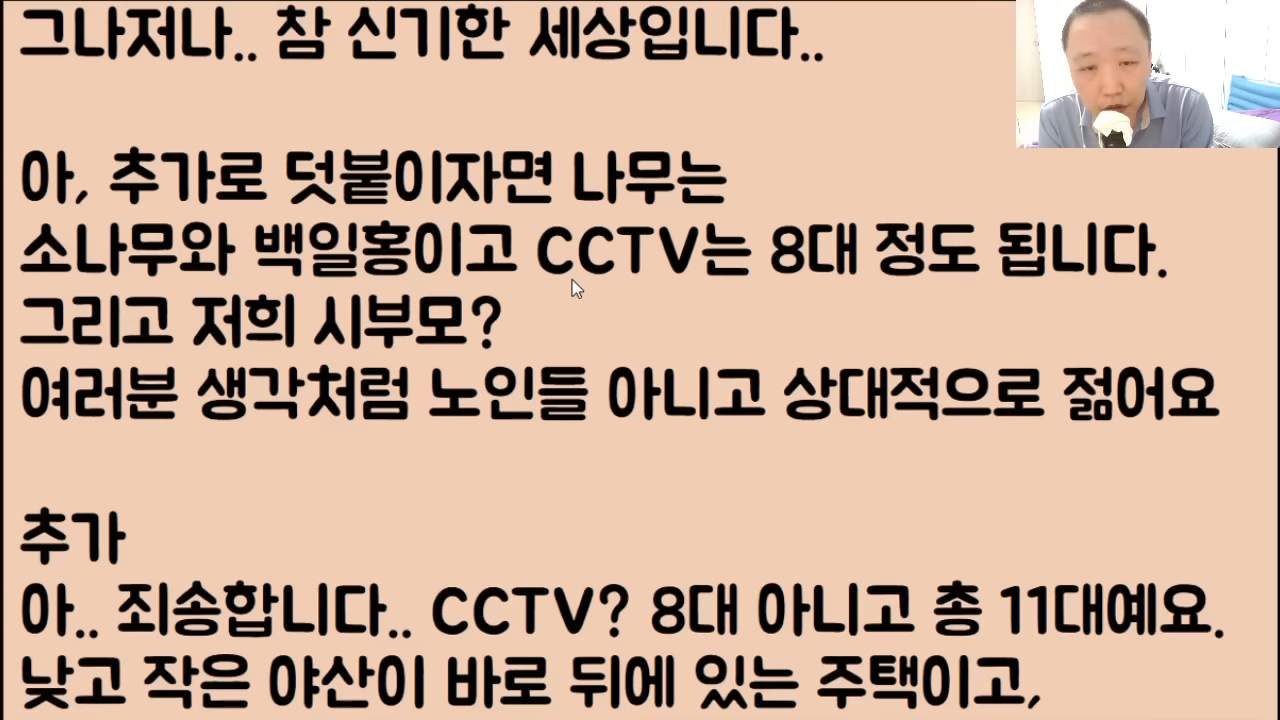 그나저나.. 참 신기한 세상입니다..
아, 추가로 덧붙이자면 나무는
소나무와 백일홍이고 CCTV는 8대 정도 됩니다.
그리고 저희 시부모?
여러분 생각처럼 노인들 아니고 상대적으로 젊어요
추가
아.. 죄송합니다.. CCTV? 8대 아니고 총 11대예요.
낮고 작은 야산이 바로 뒤에 있는 주택이고,